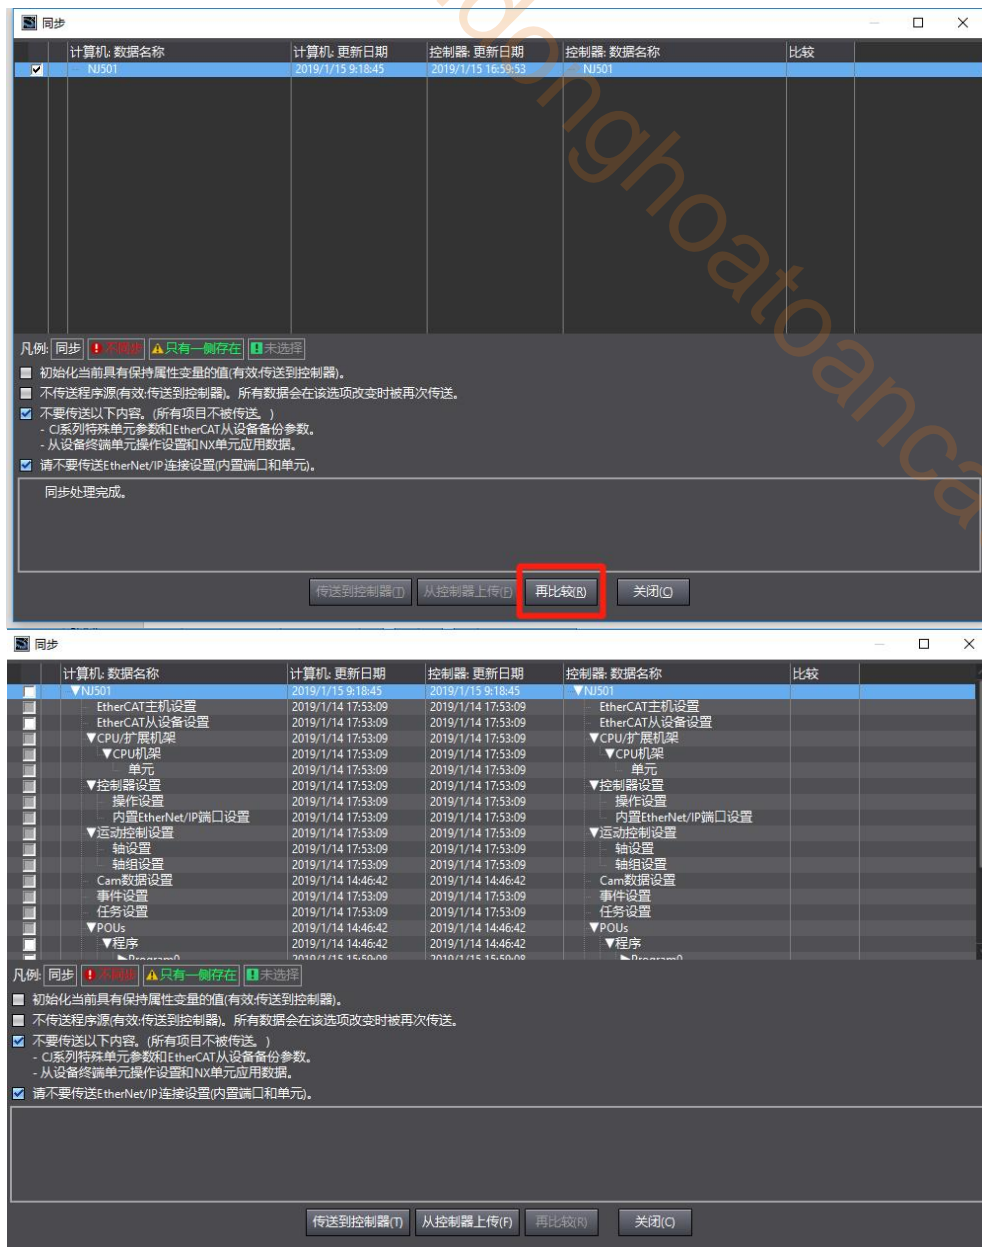 同步
计算机: 数据名称 计算机: 更新日期 控制器: 更新日期 控制器: 数据名称 比较
NJ501 2019/1/15 9:18:45 2019/1/15 16:59:53 NJ501
凡例: 同步 不同步 只有一侧存在 未选择
初始化当前具有保持属性变量的值(有效:传送到控制器)。
不传送程序源(有效:传送到控制器)。所有数据会在该选项改变时被再次传送。
不要传送以下内容。(所有项目不被传送。)
- CJ系列特殊单元参数和EtherCAT从设备备份参数。
- 从设备终端单元操作设置和NX单元应用数据。
请不要传送EtherNet/IP连接设置(内置端口和单元)。
同步处理完成。
传送到控制器(T) 从控制器上传(F) 再比较(R) 关闭(C)
同步
计算机: 数据名称 计算机: 更新日期 控制器: 更新日期 控制器: 数据名称 比较
▼NJ501 2019/1/15 9:18:45 2019/1/15 9:18:45 ▼NJ501
EtherCAT主机设置 2019/1/14 17:53:09 2019/1/14 17:53:09 EtherCAT主机设置
EtherCAT从设备设置 2019/1/14 17:53:09 2019/1/14 17:53:09 EtherCAT从设备设置
▼CPU/扩展机架 2019/1/14 17:53:09 2019/1/14 17:53:09 ▼CPU/扩展机架
▼CPU机架 2019/1/14 17:53:09 2019/1/14 17:53:09 ▼CPU机架
单元 2019/1/14 17:53:09 2019/1/14 17:53:09 单元
▼控制器设置 2019/1/14 17:53:09 2019/1/14 17:53:09 ▼控制器设置
操作设置 2019/1/14 17:53:09 2019/1/14 17:53:09 操作设置
内置EtherNet/IP端口设置 2019/1/14 17:53:09 2019/1/14 17:53:09 内置EtherNet/IP端口设置
▼运动控制设置 2019/1/14 17:53:09 2019/1/14 17:53:09 ▼运动控制设置
轴设置 2019/1/14 17:53:09 2019/1/14 17:53:09 轴设置
轴组设置 2019/1/14 17:53:09 2019/1/14 17:53:09 轴组设置
Cam数据设置 2019/1/14 14:46:42 2019/1/14 14:46:42 Cam数据设置
事件设置 2019/1/14 17:53:09 2019/1/14 17:53:09 事件设置
任务设置 2019/1/14 17:53:09 2019/1/14 17:53:09 任务设置
▼POUs 2019/1/14 14:46:42 2019/1/14 14:46:42 ▼POUs
▼程序 2019/1/14 14:46:42 2019/1/14 14:46:42 ▼程序
▶Program0 2019/1/15 15:59:08 2019/1/15 15:59:08 ▶Program0
凡例: 同步 不同步 只有一侧存在 未选择
初始化当前具有保持属性变量的值(有效:传送到控制器)。
不传送程序源(有效:传送到控制器)。所有数据会在该选项改变时被再次传送。
不要传送以下内容。(所有项目不被传送。)
- CJ系列特殊单元参数和EtherCAT从设备备份参数。
- 从设备终端单元操作设置和NX单元应用数据。
请不要传送EtherNet/IP连接设置(内置端口和单元)。
传送到控制器(T) 从控制器上传(F) 再比较(R) 关闭(C)